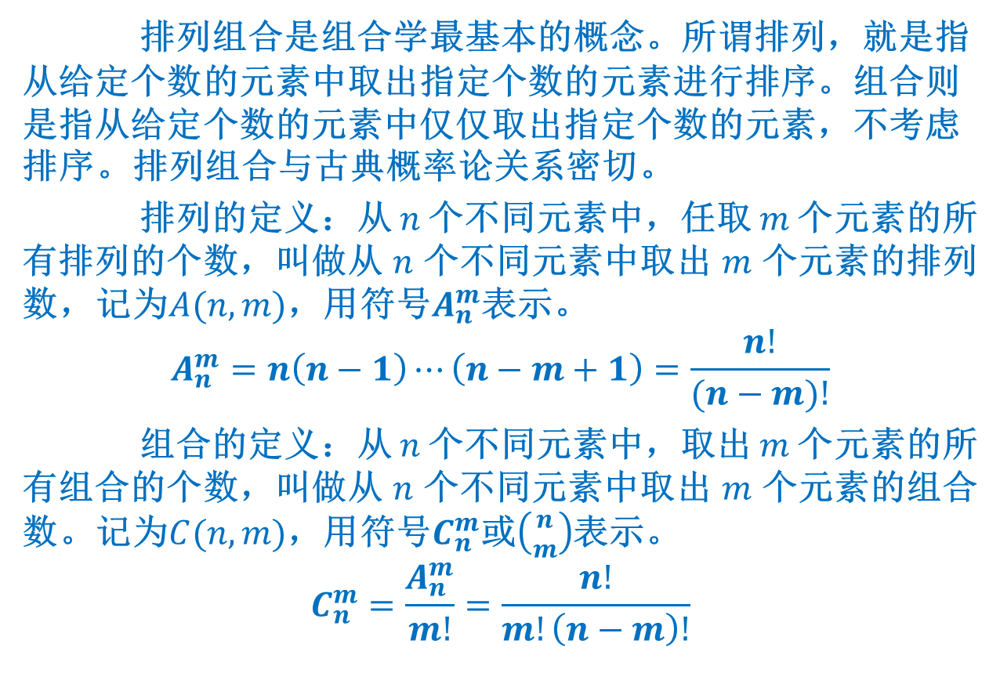 排列组合是组合学最基本的概念。所谓排列，就是指
从给定个数的元素中取出指定个数的元素进行排序。组合则
是指从给定个数的元素中仅仅取出指定个数的元素，不考虑
排序。排列组合与古典概率论关系密切。
排列的定义：从 n 个不同元素中，任取 m 个元素的所
有排列的个数，叫做从 n 个不同元素中取出 m 个元素的排列
数，记为A(n,m)，用符号$A_n^m$表示。
$A_n^m = n(n-1)\cdots(n-m+1) = \frac{n!}{(n-m)!}$
组合的定义：从 n 个不同元素中，取出 m 个元素的所
有组合的个数，叫做从 n 个不同元素中取出 m 个元素的组合
数。记为C(n,m)，用符号$C_n^m$或$\binom{n}{m}$表示。
$C_n^m = \frac{A_n^m}{m!} = \frac{n!}{m!(n-m)!}$